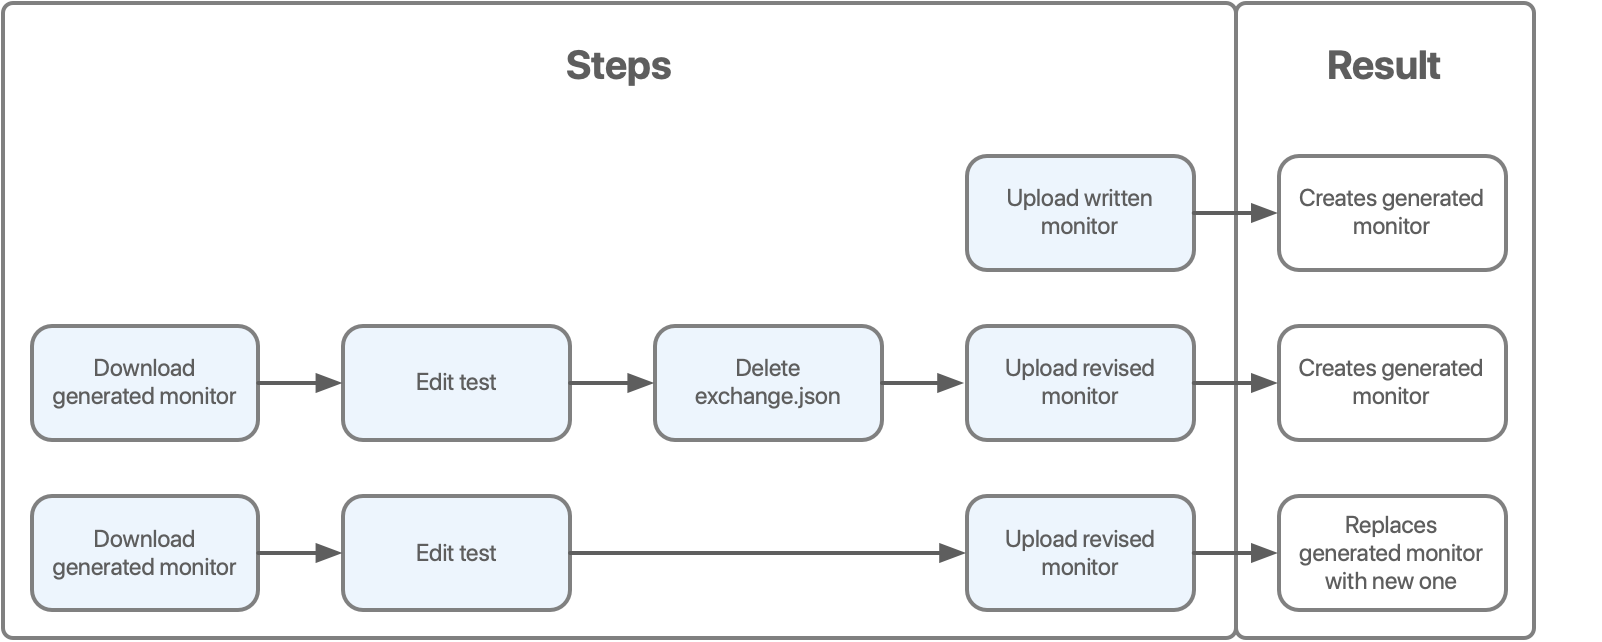 Steps
Result
Upload written
monitor
Creates generated
monitor
Download
generated monitor
Edit test
Delete
exchange.json
Upload revised
monitor
Creates generated
monitor
Download
generated monitor
Edit test
Upload revised
monitor
Replaces
generated monitor
with new one